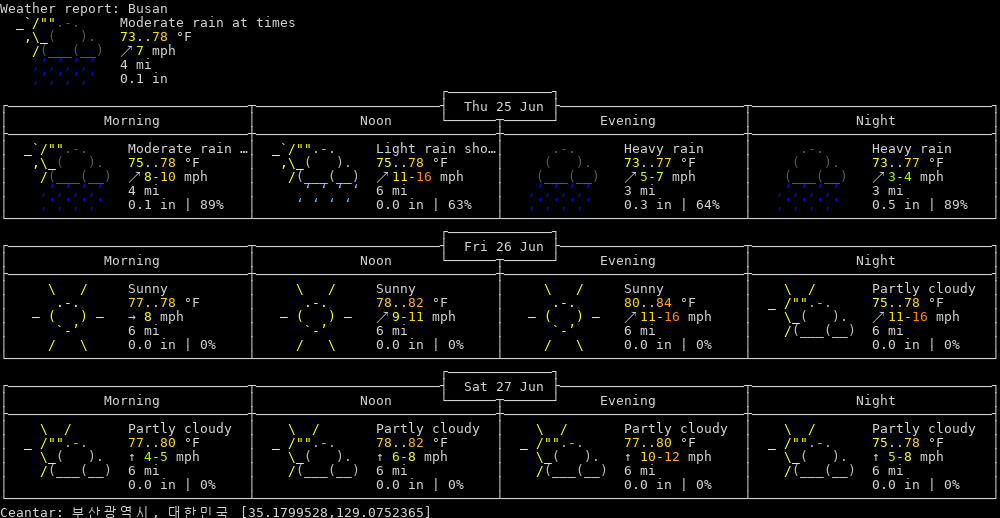 Weather report: Busan
Moderate rain at times
73..78 °F
↗ 7 mph
4 mi
0.1 in
Thu 25 Jun
Morning Noon Evening Night
Moderate rain … Light rain sho… Heavy rain Heavy rain
75..78 °F 75..78 °F 73..77 °F 73..77 °F
↗ 8-10 mph ↗ 11-16 mph ↗ 5-7 mph ↗ 3-4 mph
4 mi 6 mi 3 mi 3 mi
0.1 in | 89% 0.0 in | 63% 0.3 in | 64% 0.5 in | 89%
Fri 26 Jun
Morning Noon Evening Night
Sunny Sunny Sunny Partly cloudy
77..78 °F 78..82 °F 80..84 °F 75..78 °F
→ 8 mph ↗ 9-11 mph ↗ 11-16 mph ↗ 11-16 mph
6 mi 6 mi 6 mi 6 mi
0.0 in | 0% 0.0 in | 0% 0.0 in | 0% 0.0 in | 0%
Sat 27 Jun
Morning Noon Evening Night
Partly cloudy Partly cloudy Partly cloudy Partly cloudy
77..80 °F 78..82 °F 77..80 °F 75..78 °F
↑ 4-5 mph ↑ 6-8 mph ↑ 10-12 mph ↑ 5-8 mph
6 mi 6 mi 6 mi 6 mi
0.0 in | 0% 0.0 in | 0% 0.0 in | 0% 0.0 in | 0%
Ceantar: 부산광역시, 대한민국 [35.1799528,129.0752365]